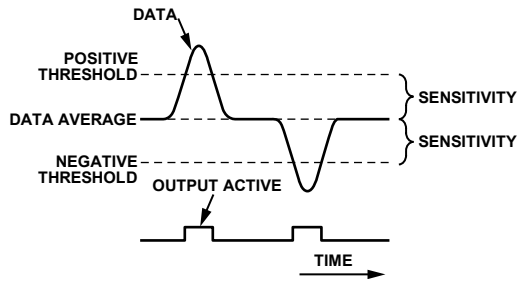 DATA
POSITIVE
THRESHOLD
SENSITIVITY
DATA AVERAGE
SENSITIVITY
NEGATIVE
THRESHOLD
OUTPUT ACTIVE
TIME